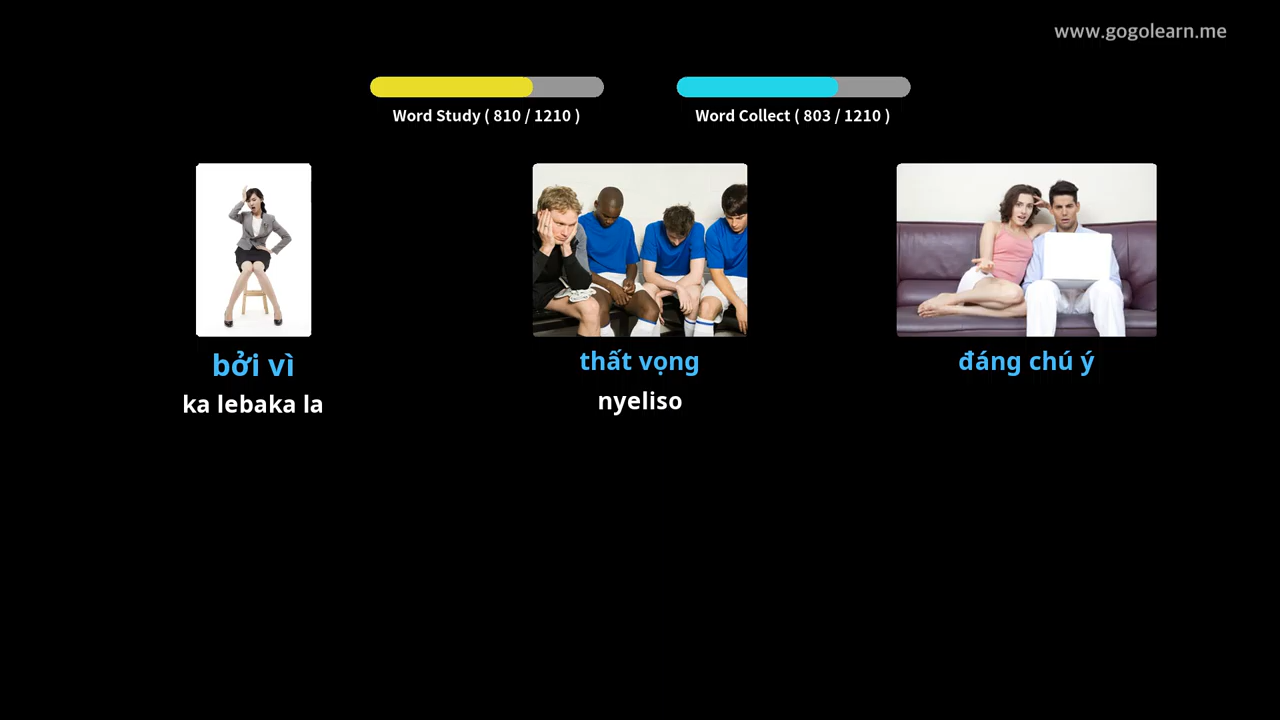 www.gogolearn.me
Word Study ( 810 / 1210 )
Word Collect ( 803 / 1210 )
bởi vì
thất vọng
đáng chú ý
ka lebaka la
nyeliso